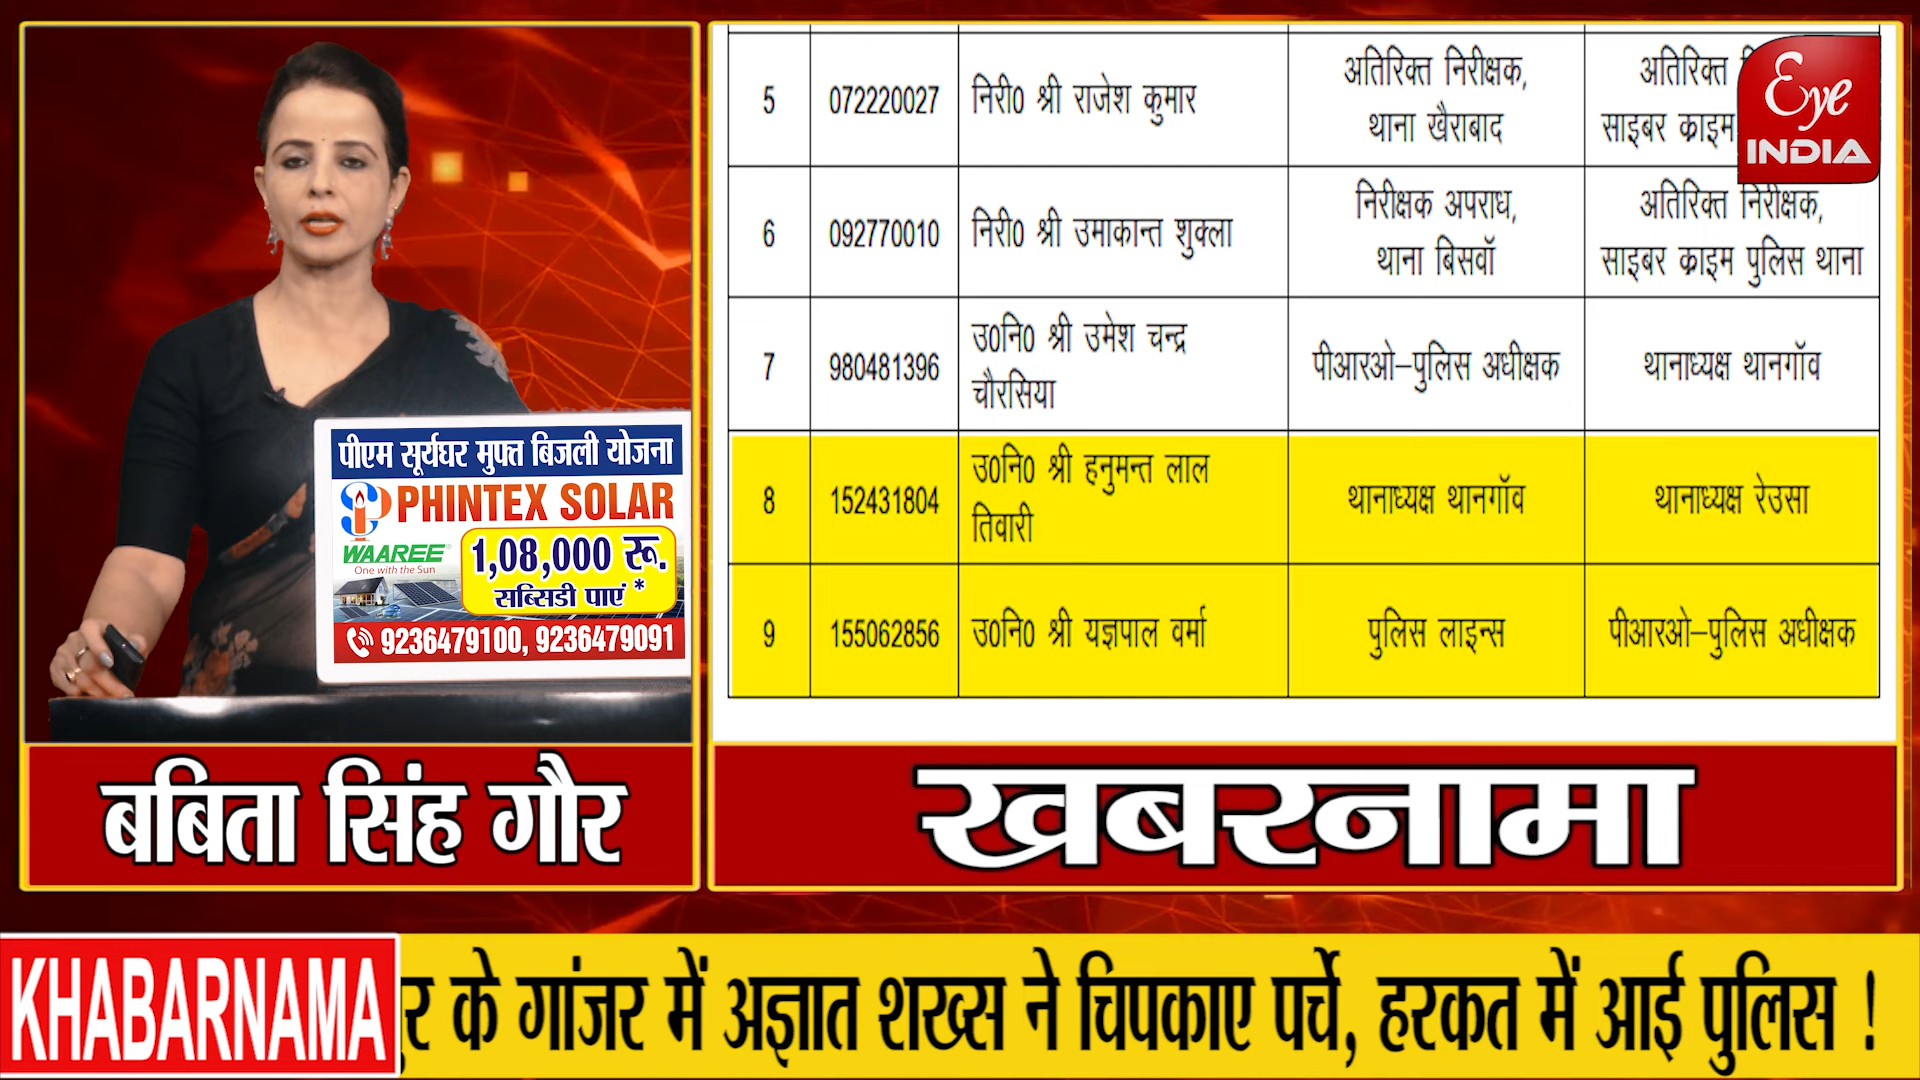 5
072220027
निरी0 श्री राजेश कुमार
अतिरिक्त निरीक्षक,
थाना खैराबाद
अतिरिक्त
साइबर क्राइम
Eye
INDIA
6
092770010
निरी0 श्री उमाकान्त शुक्ला
निरीक्षक अपराध,
थाना बिसवॉ
अतिरिक्त निरीक्षक,
साइबर क्राइम पुलिस थाना
7
980481396
उ0नि0 श्री उमेश चन्द्र
चौरसिया
पीआरओ-पुलिस अधीक्षक
थानाध्यक्ष थानगॉव
8
152431804
उ0नि0 श्री हनुमन्त लाल
तिवारी
थानाध्यक्ष थानगॉव
थानाध्यक्ष रेउसा
9
155062856
उ0नि0 श्री यज्ञपाल वर्मा
पुलिस लाइन्स
पीआरओ-पुलिस अधीक्षक
पीएम सूर्यघर मुफ्त बिजली योजना
PHINTEX SOLAR
WAAREE
One with the Sun
1,08,000 रू.
सब्सिडी पाएं *
9236479100, 9236479091
बबिता सिंह गौर
खबरनामा
KHABARNAMA
के गांजर में अज्ञात शख्स ने चिपकाए पर्चे, हरकत में आई पुलिस !